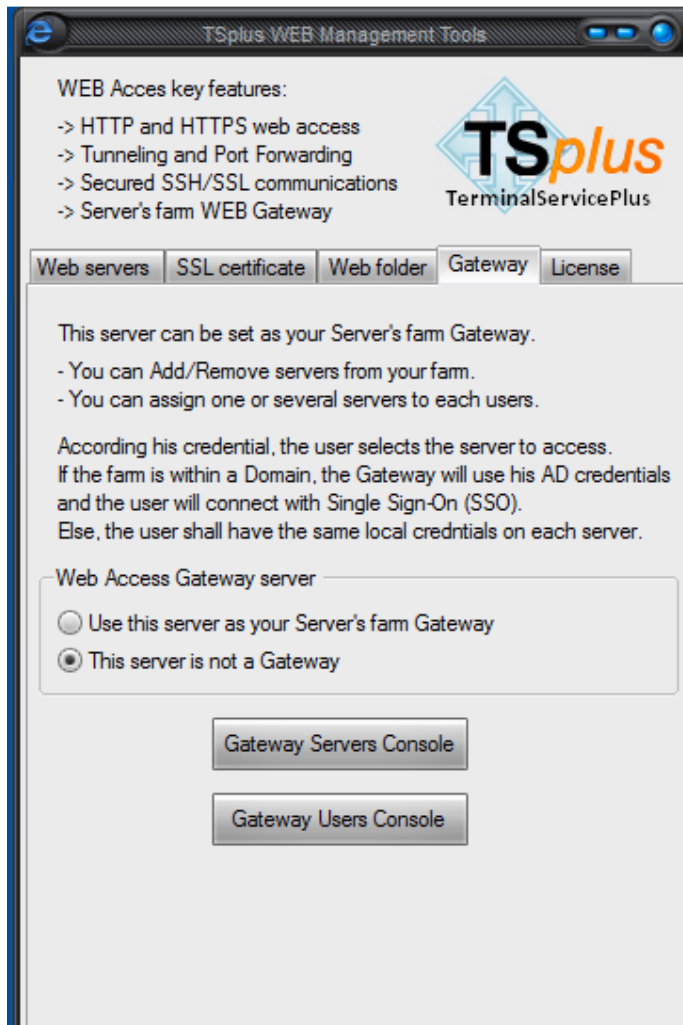 TSplus WEB Management Tools
WEB Acces key features:
-> HTTP and HTTPS web access
-> Tunneling and Port Forwarding
-> Secured SSH/SSL communications
-> Server's farm WEB Gateway
TSplus
TerminalServicePlus
Web servers SSL certificate Web folder Gateway License
This server can be set as your Server's farm Gateway.
- You can Add/Remove servers from your farm.
- You can assign one or several servers to each users.
According his credential, the user selects the server to access.
If the farm is within a Domain, the Gateway will use his AD credentials
and the user will connect with Single Sign-On (SSO).
Else, the user shall have the same local credntials on each server.
Web Access Gateway server
Use this server as your Server's farm Gateway
This server is not a Gateway
Gateway Servers Console
Gateway Users Console